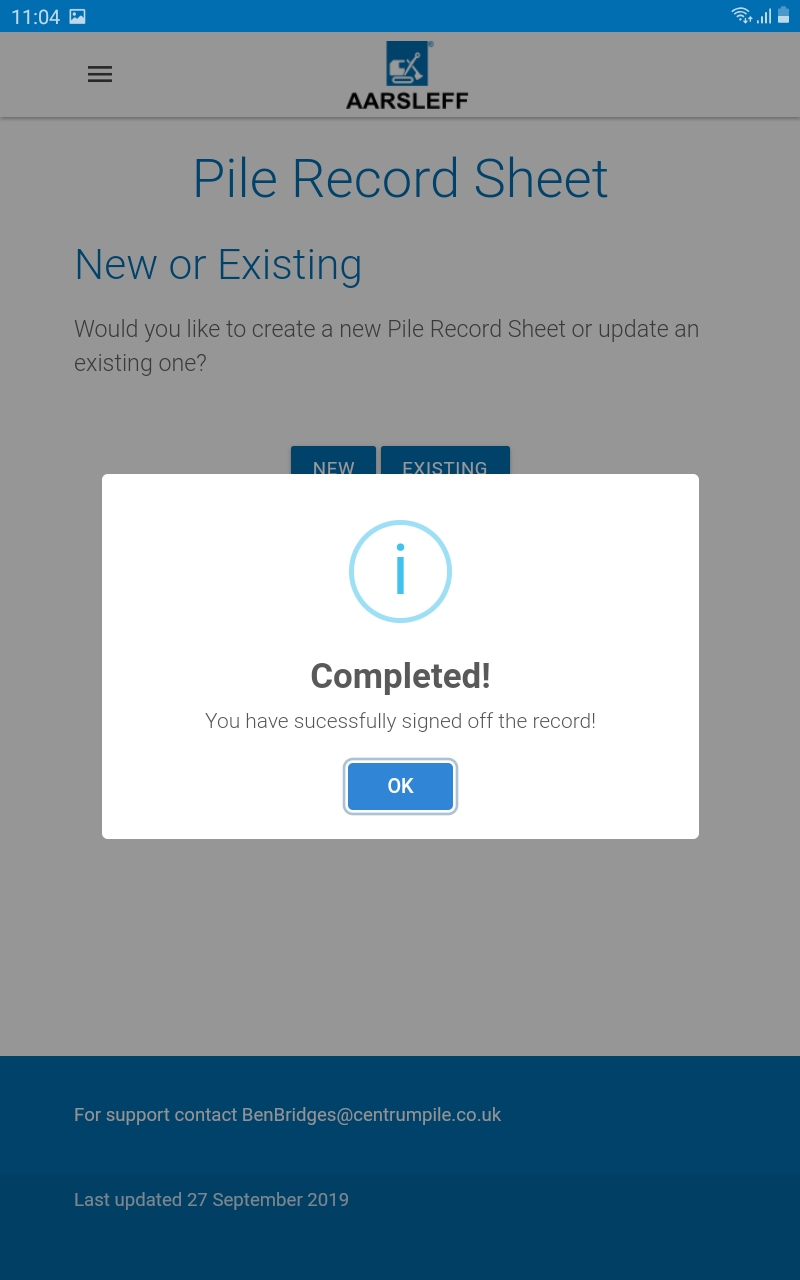 11:04
AARSLEFF
Pile Record Sheet
New or Existing
Would you like to create a new Pile Record Sheet or update an
existing one?
NEW EXISTING
i
Completed!
You have sucessfully signed off the record!
OK
For support contact BenBridges@centrumpile.co.uk
Last updated 27 September 2019